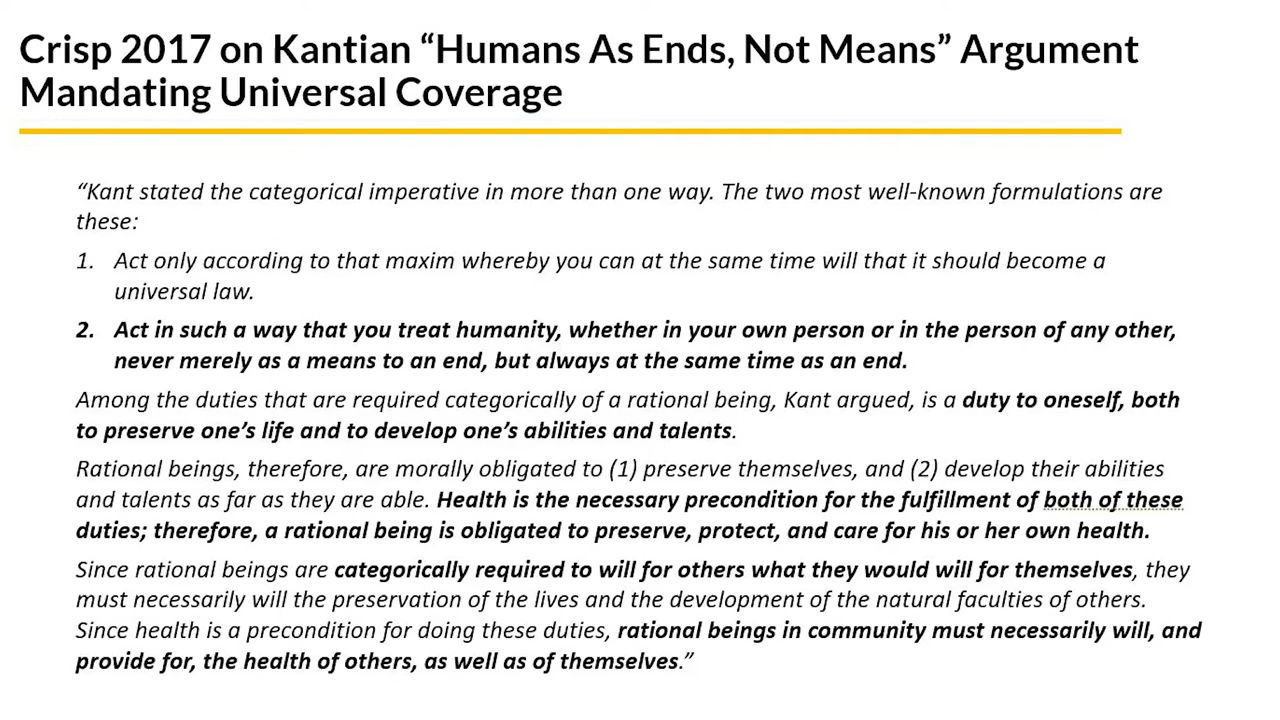 Crisp 2017 on Kantian “Humans As Ends, Not Means” Argument
Mandating Universal Coverage
“Kant stated the categorical imperative in more than one way. The two most well-known formulations are
these:
1. Act only according to that maxim whereby you can at the same time will that it should become a
universal law.
2. Act in such a way that you treat humanity, whether in your own person or in the person of any other,
never merely as a means to an end, but always at the same time as an end.
Among the duties that are required categorically of a rational being, Kant argued, is a duty to oneself, both
to preserve one’s life and to develop one’s abilities and talents.
Rational beings, therefore, are morally obligated to (1) preserve themselves, and (2) develop their abilities
and talents as far as they are able. Health is the necessary precondition for the fulfillment of both of these
duties; therefore, a rational being is obligated to preserve, protect, and care for his or her own health.
Since rational beings are categorically required to will for others what they would will for themselves, they
must necessarily will the preservation of the lives and the development of the natural faculties of others.
Since health is a precondition for doing these duties, rational beings in community must necessarily will, and
provide for, the health of others, as well as of themselves.”